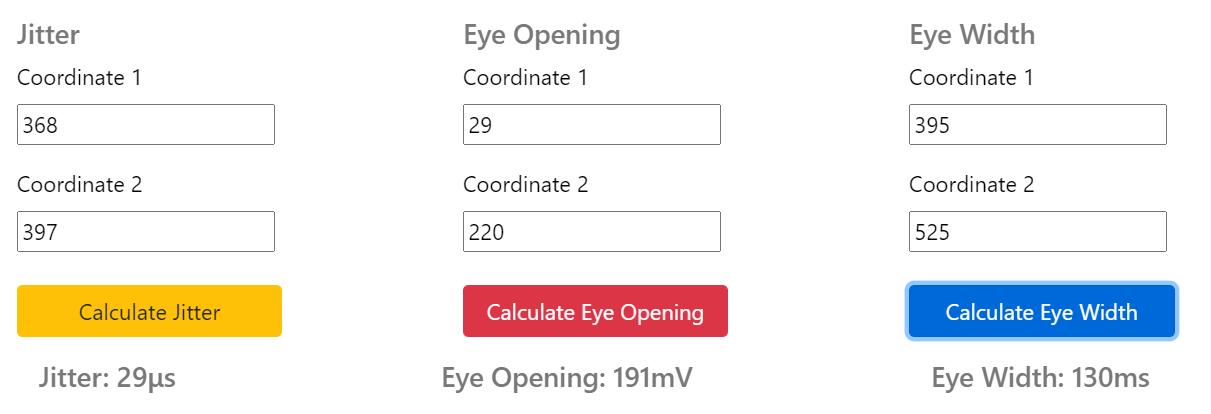 Jitter
Coordinate 1
368
Coordinate 2
397
Calculate Jitter
Jitter: 29µs
Eye Opening
Coordinate 1
29
Coordinate 2
220
Calculate Eye Opening
Eye Opening: 191mV
Eye Width
Coordinate 1
395
Coordinate 2
525
Calculate Eye Width
Eye Width: 130ms